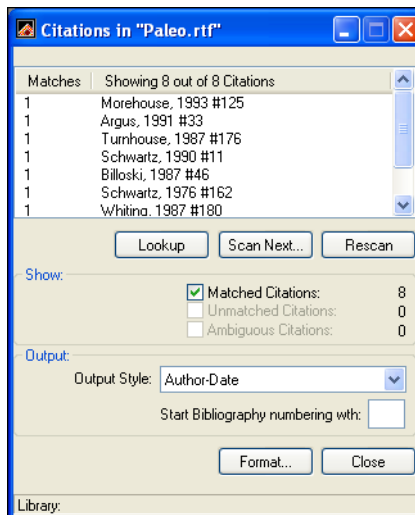 Citations in "Paleo.rtf"
Matches Showing 8 out of 8 Citations
1 Morehouse, 1993 #125
1 Argus, 1991 #33
1 Turnhouse, 1987 #176
1 Schwartz, 1990 #11
1 Billoski, 1987 #46
1 Schwartz, 1976 #162
1 Whiting, 1987 #180
Lookup Scan Next... Rescan
Show:
Matched Citations: 8
Unmatched Citations: 0
Ambiguous Citations: 0
Output:
Output Style: Author-Date
Start Bibliography numbering wth:
Format... Close
Library: